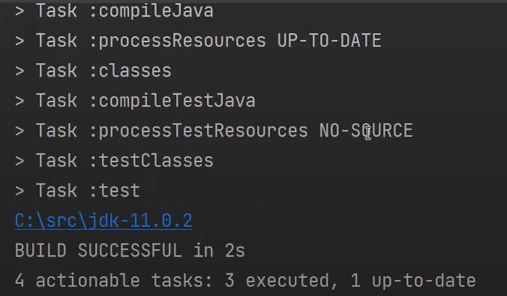 > Task :compileJava
> Task :processResources UP-TO-DATE
> Task :classes
> Task :compileTestJava
> Task :processTestResources NO-SOURCE
> Task :testClasses
> Task :test
C:\src\jdk-11.0.2
BUILD SUCCESSFUL in 2s
4 actionable tasks: 3 executed, 1 up-to-date